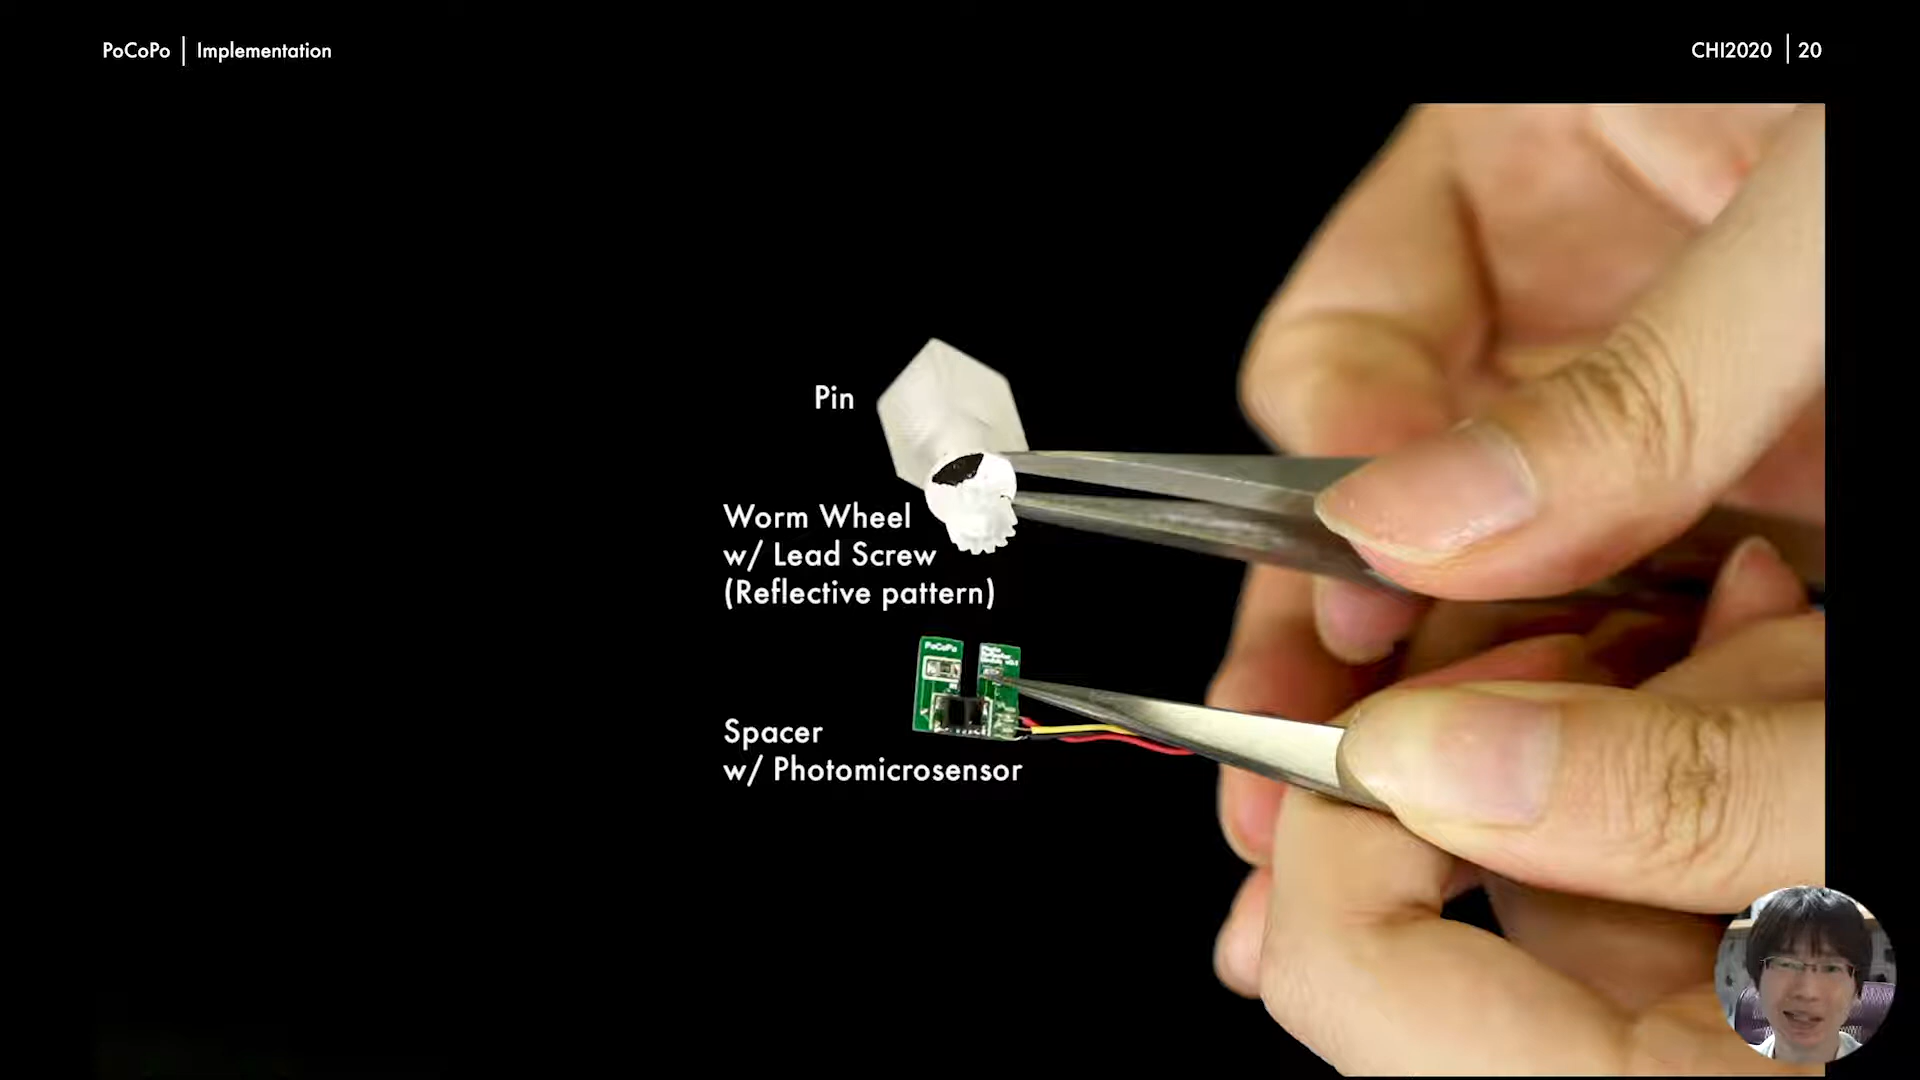 PoCoPo | Implementation
CHI2020 | 20
Pin
Worm Wheel
w/ Lead Screw
(Reflective pattern)
PoCoPo
Spacer
w/ Photomicrosensor